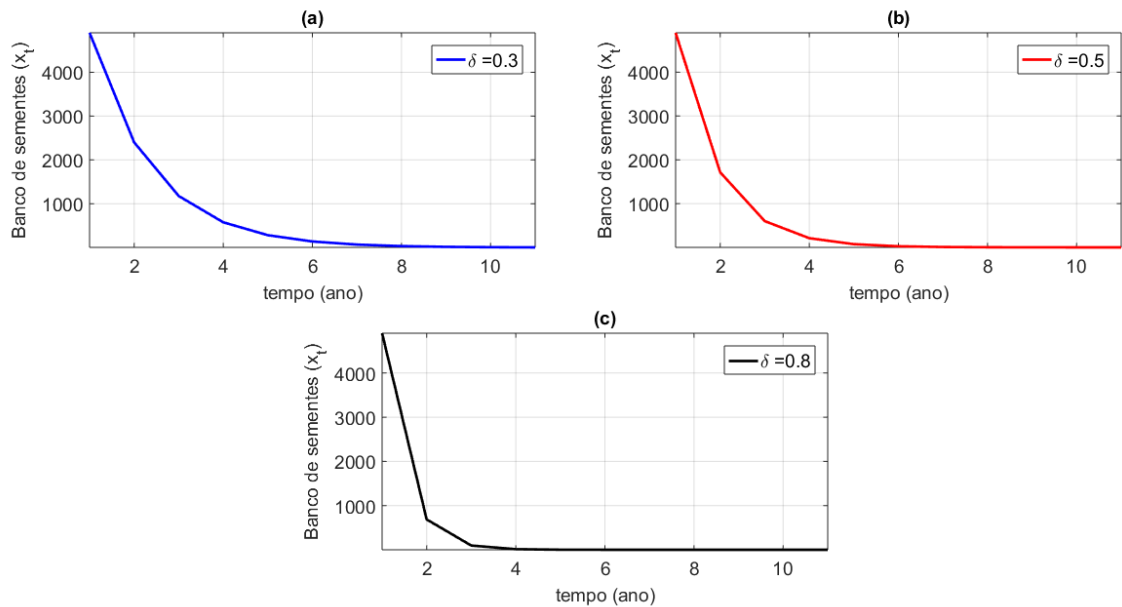 (a)
Banco de sementes (x_t)
4000
3000
2000
1000
δ =0.3
2 4 6 8 10
tempo (ano)
(b)
Banco de sementes (x_t)
4000
3000
2000
1000
δ =0.5
2 4 6 8 10
tempo (ano)
(c)
Banco de sementes (x_t)
4000
3000
2000
1000
δ =0.8
2 4 6 8 10
tempo (ano)